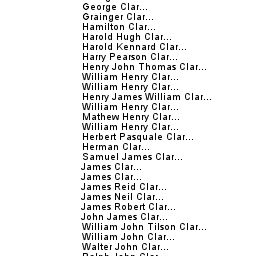 George Clar...
Grainger Clar...
Hamilton Clar...
Harold Hugh Clar...
Harold Kennard Clar...
Harry Pearson Clar...
Henry John Thomas Clar...
William Henry Clar...
William Henry Clar...
Henry James William Clar...
William Henry Clar...
Mathew Henry Clar...
William Henry Clar...
Herbert Pasquale Clar...
Herman Clar...
Samuel James Clar...
James Clar...
James Clar...
James Reid Clar...
James Neil Clar...
James Robert Clar...
John James Clar...
William John Tilson Clar...
William John Clar...
Walter John Clar...
Ralph John Clar...